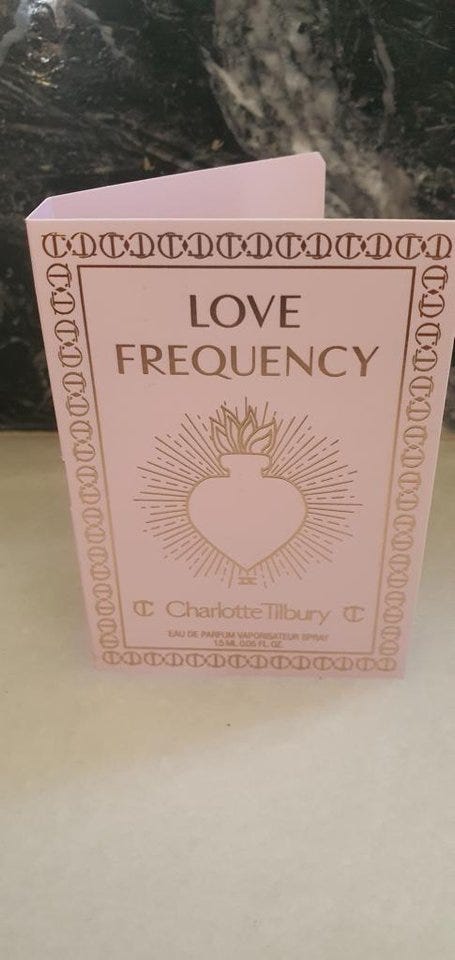 LOVE
FREQUENCY
Charlotte Tilbury
EAU DE PARFUM VAPORISATEUR SPRAY
1.5 ML 0.05 FL. OZ.